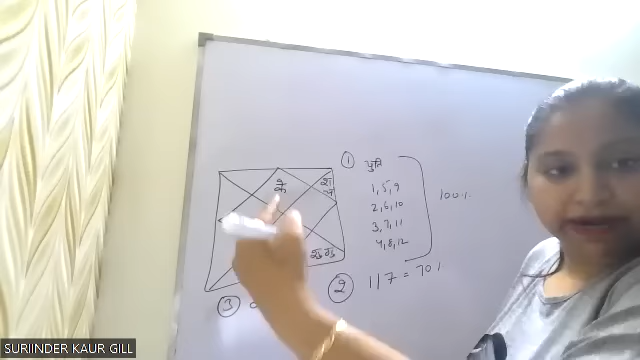 के
श
① युति
1, 5, 9
2, 6, 10
3, 7, 11
4, 8, 12
100%
शु गु
② 1/7 = 70%
③
SURIINDER KAUR GILL